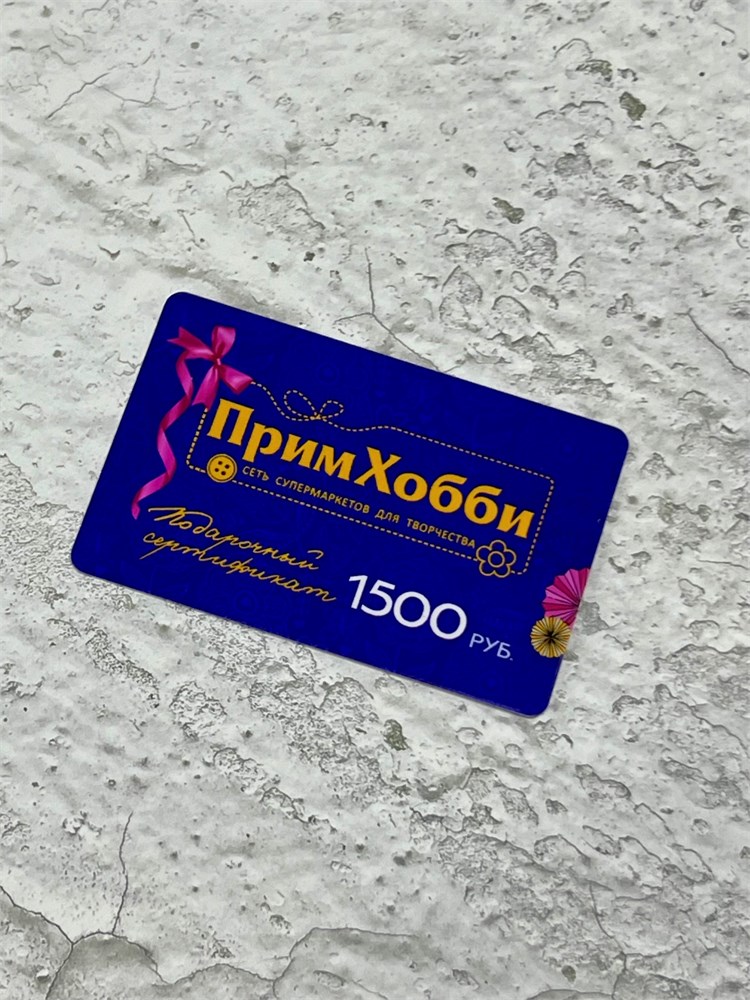 ПримХобби
СЕТЬ СУПЕРМАРКЕТОВ ДЛЯ ТВОРЧЕСТВА
Подарочный
сертификат
1500 РУБ.